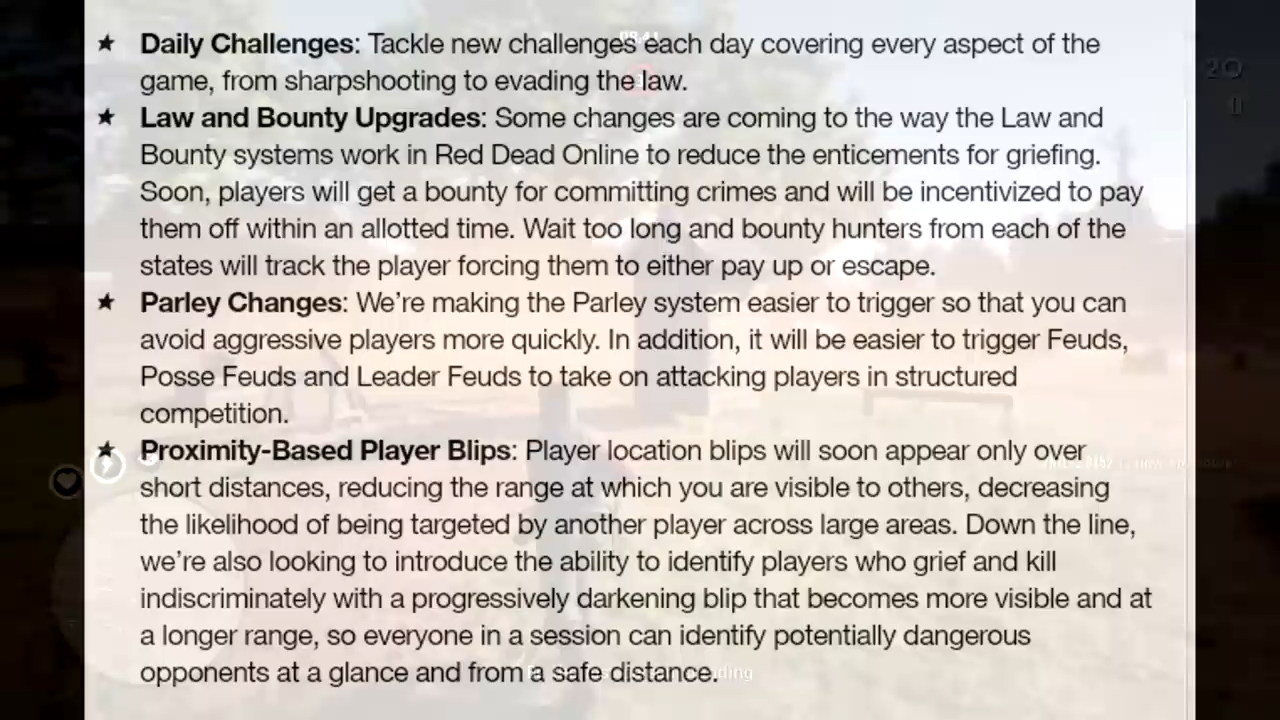 ★ Daily Challenges: Tackle new challenges each day covering every aspect of the
game, from sharpshooting to evading the law.
★ Law and Bounty Upgrades: Some changes are coming to the way the Law and
Bounty systems work in Red Dead Online to reduce the enticements for griefing.
Soon, players will get a bounty for committing crimes and will be incentivized to pay
them off within an allotted time. Wait too long and bounty hunters from each of the
states will track the player forcing them to either pay up or escape.
★ Parley Changes: We’re making the Parley system easier to trigger so that you can
avoid aggressive players more quickly. In addition, it will be easier to trigger Feuds,
Posse Feuds and Leader Feuds to take on attacking players in structured
competition.
★ Proximity-Based Player Blips: Player location blips will soon appear only over
short distances, reducing the range at which you are visible to others, decreasing
the likelihood of being targeted by another player across large areas. Down the line,
we’re also looking to introduce the ability to identify players who grief and kill
indiscriminately with a progressively darkening blip that becomes more visible and at
a longer range, so everyone in a session can identify potentially dangerous
opponents at a glance and from a safe distance.